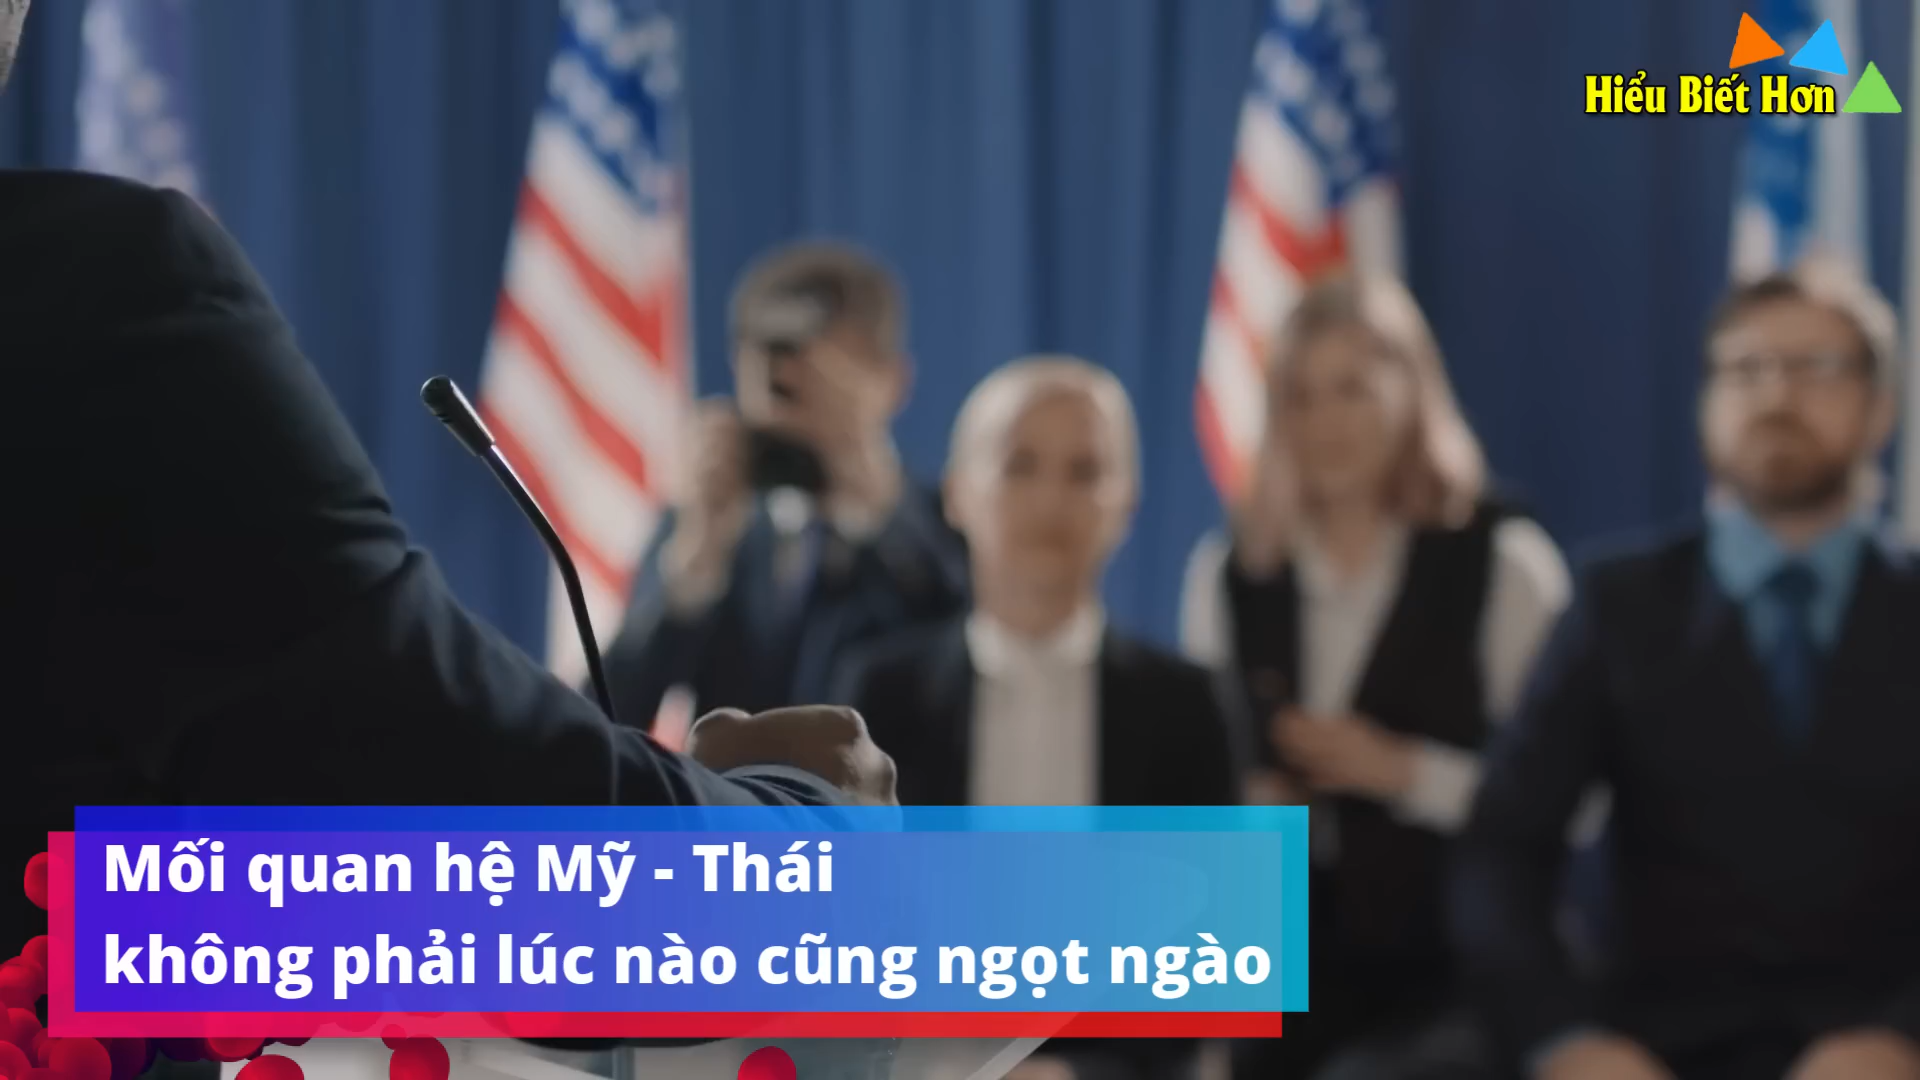 Hiểu Biết Hơn
Mối quan hệ Mỹ - Thái
không phải lúc nào cũng ngọt ngào